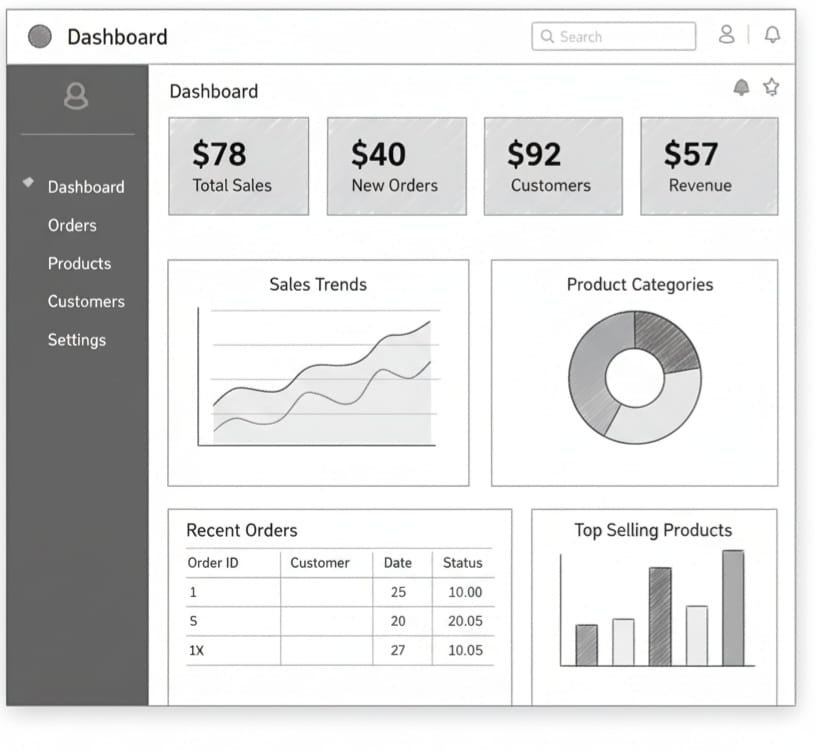 Dashboard
Search
Dashboard
Orders
Products
Customers
Settings
Dashboard
$78
Total Sales
$40
New Orders
$92
Customers
$57
Revenue
Sales Trends
Product Categories
Recent Orders
Order ID Customer Date Status
1 25 10.00
S 20 20.05
1X 27 10.05
Top Selling Products